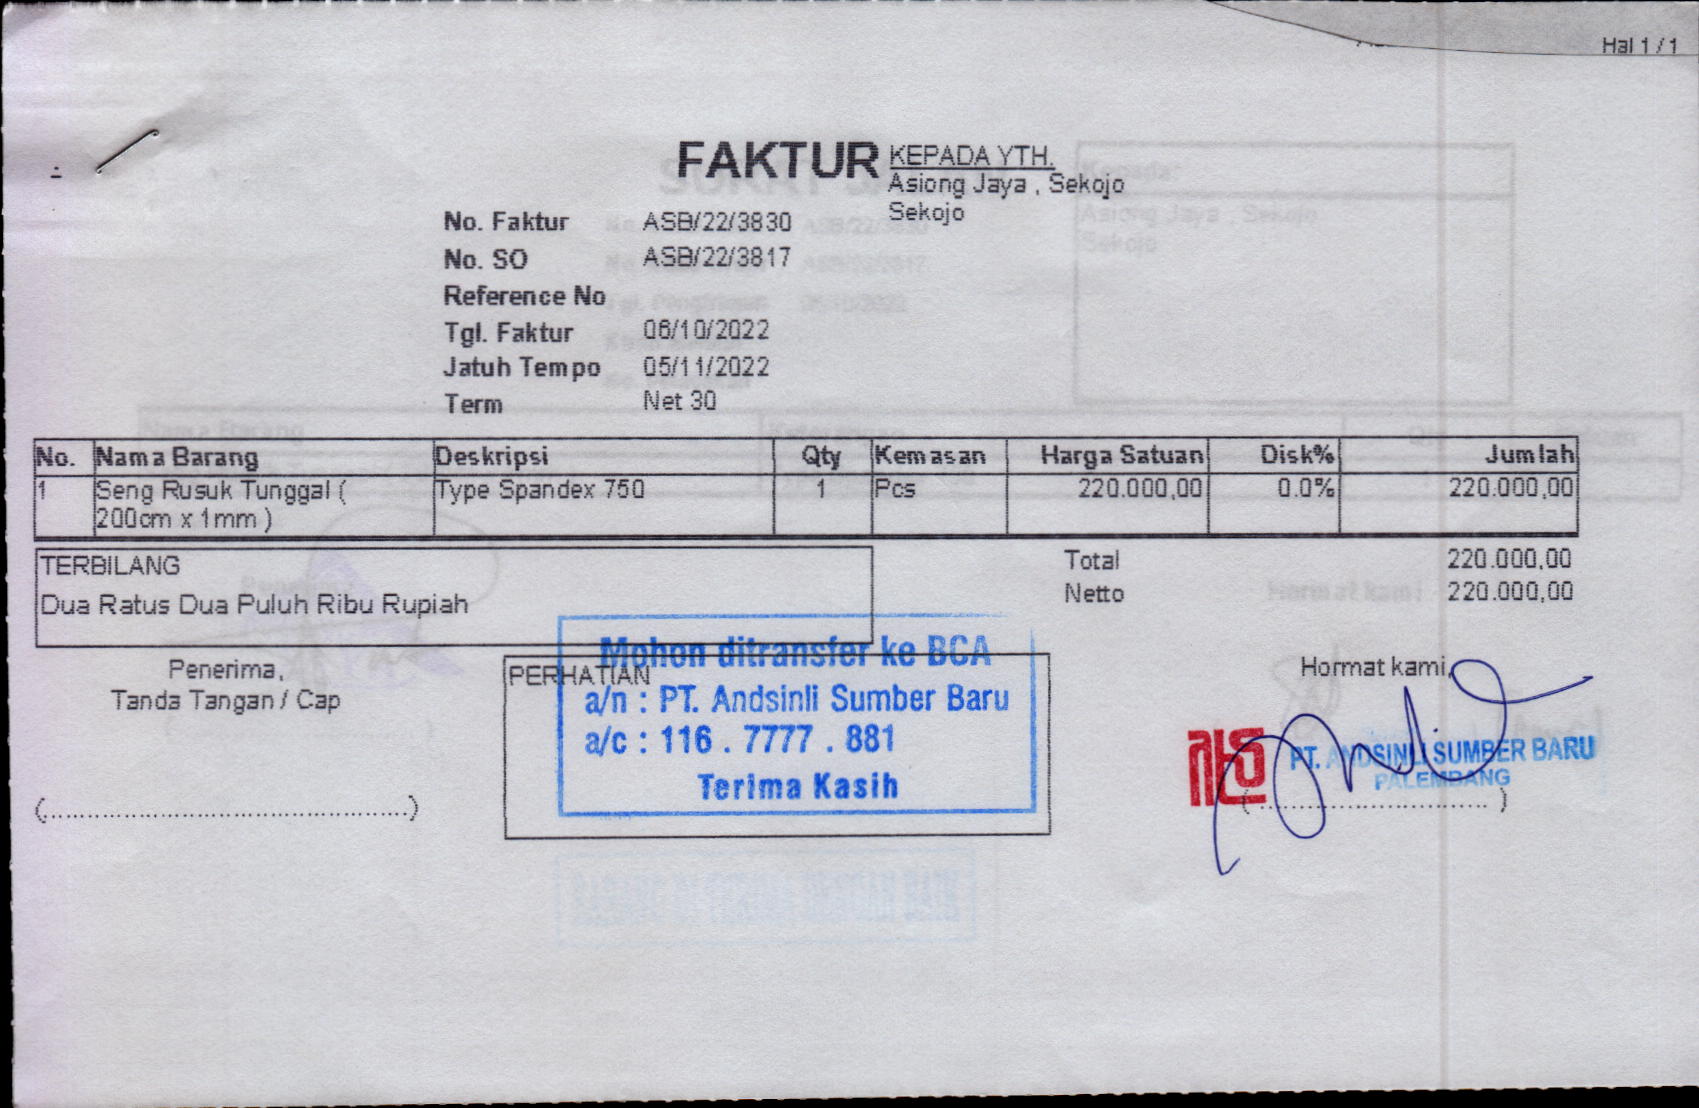 Hal 1 / 1
FAKTUR
KEPADA YTH.
Asiong Jaya , Sekojo
Sekojo
No. Faktur ASB/22/3830
No. SO ASB/22/3817
Reference No
Tgl. Faktur 06/10/2022
Jatuh Tempo 05/11/2022
Term Net 30
No. Nama Barang Deskripsi Qty Kemasan Harga Satuan Disk% Jumlah
1 Seng Rusuk Tunggal ( Type Spandex 750 1 Pcs 220.000,00 0.0% 220.000,00
200cm x 1mm )
TERBILANG
Dua Ratus Dua Puluh Ribu Rupiah
Total 220.000,00
Netto 220.000,00
Penerima,
Tanda Tangan / Cap
(..................................................)
PERHATIAN
Mohon ditransfer ke BCA
a/n : PT. Andsinli Sumber Baru
a/c : 116 . 7777 . 881
Terima Kasih
Hormat kami,
PT. ANDSINLI SUMBER BARU
PALEMBANG
(..................................)